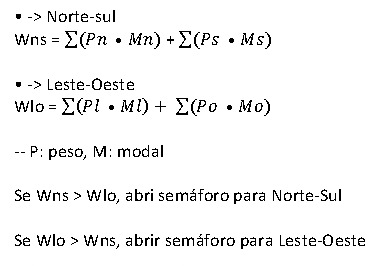 • -> Norte-sul
Wns = ∑(Pn • Mn) + ∑(Ps • Ms)
• -> Leste-Oeste
Wlo = ∑(Pl • Ml) + ∑(Po • Mo)
-- P: peso, M: modal
Se Wns > Wlo, abri semáforo para Norte-Sul
Se Wlo > Wns, abrir semáforo para Leste-Oeste